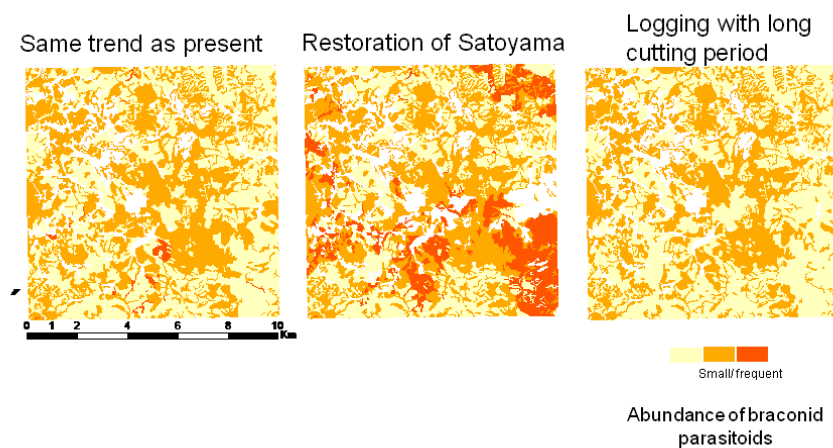 Same trend as present
Restoration of Satoyama
Logging with long
cutting period
0 1 2 4 6 8 10
Km
Small/frequent
Abundance of braconid
parasitoids